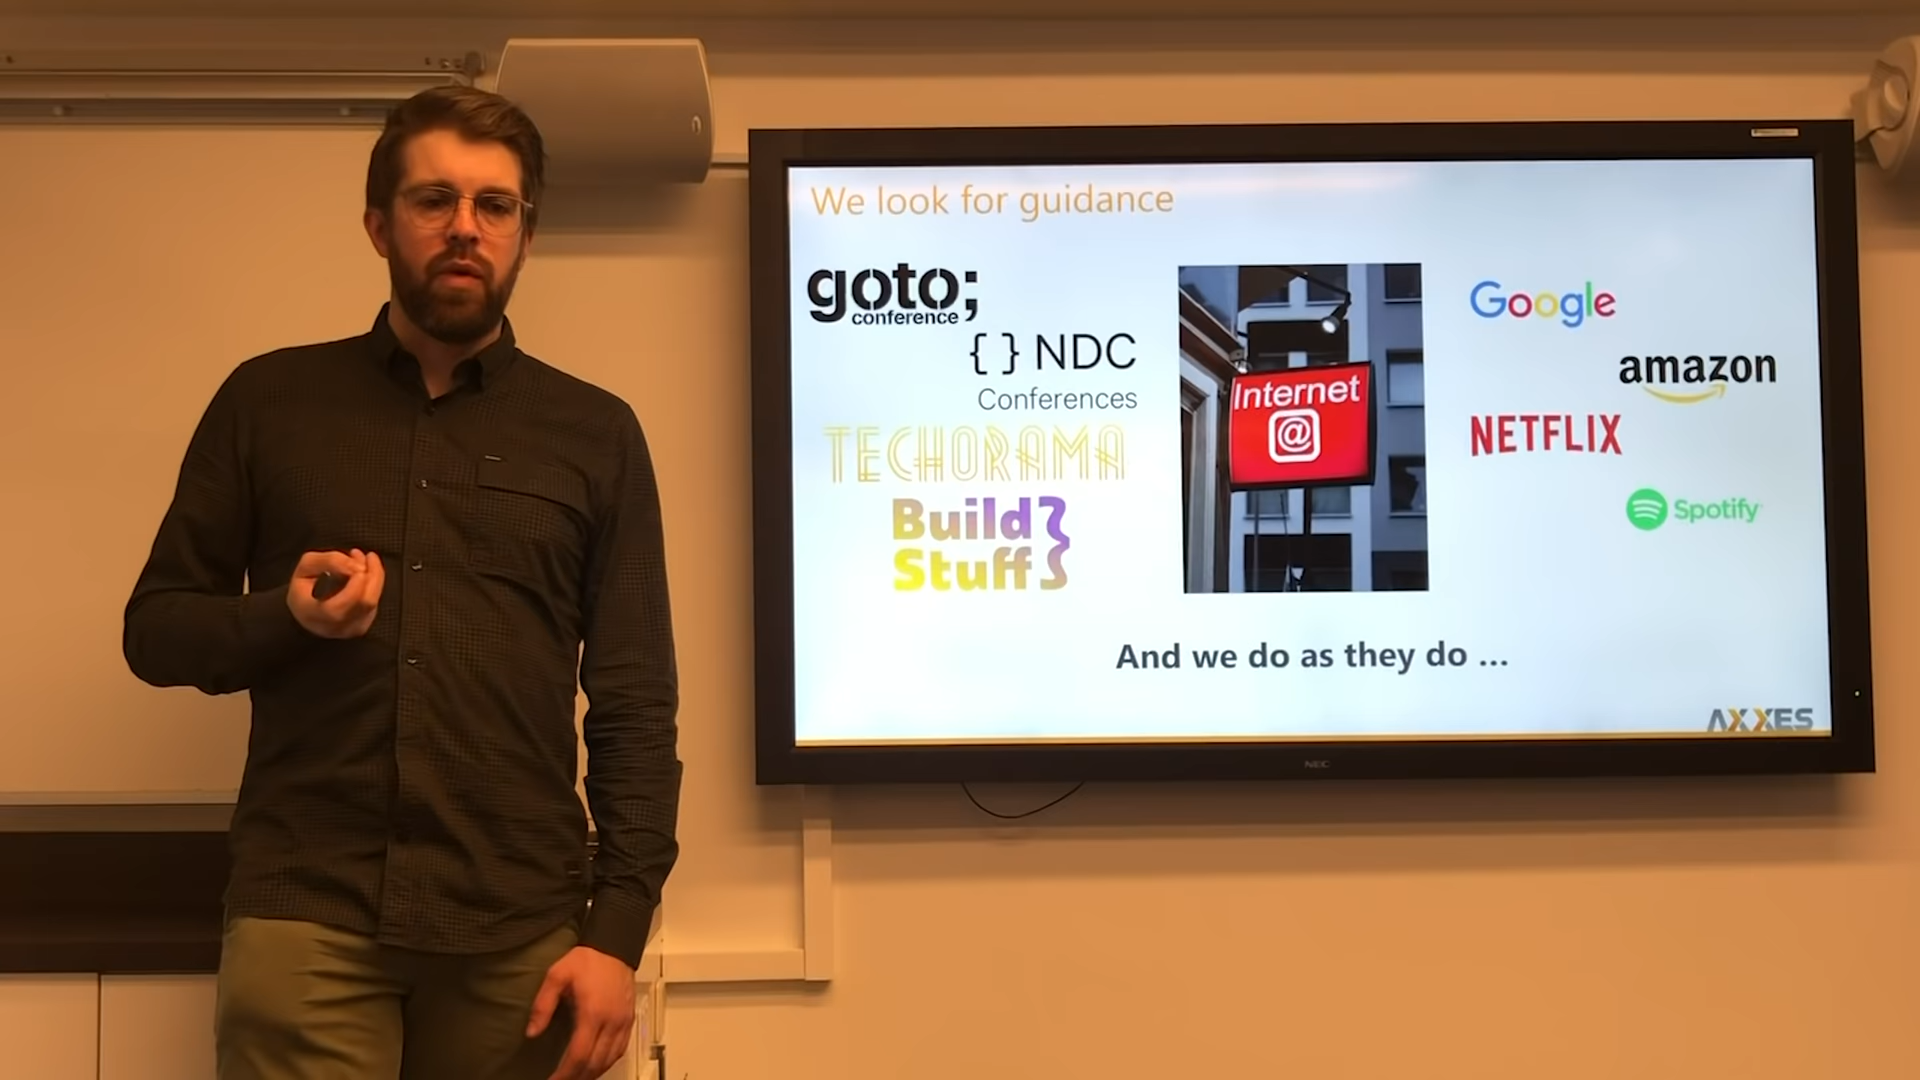 We look for guidance
goto;
conference
{ } NDC
Conferences
TECHORAMA
Build
Stuff
Internet
@
Google
amazon
NETFLIX
Spotify
And we do as they do ...
AXXES
NEC